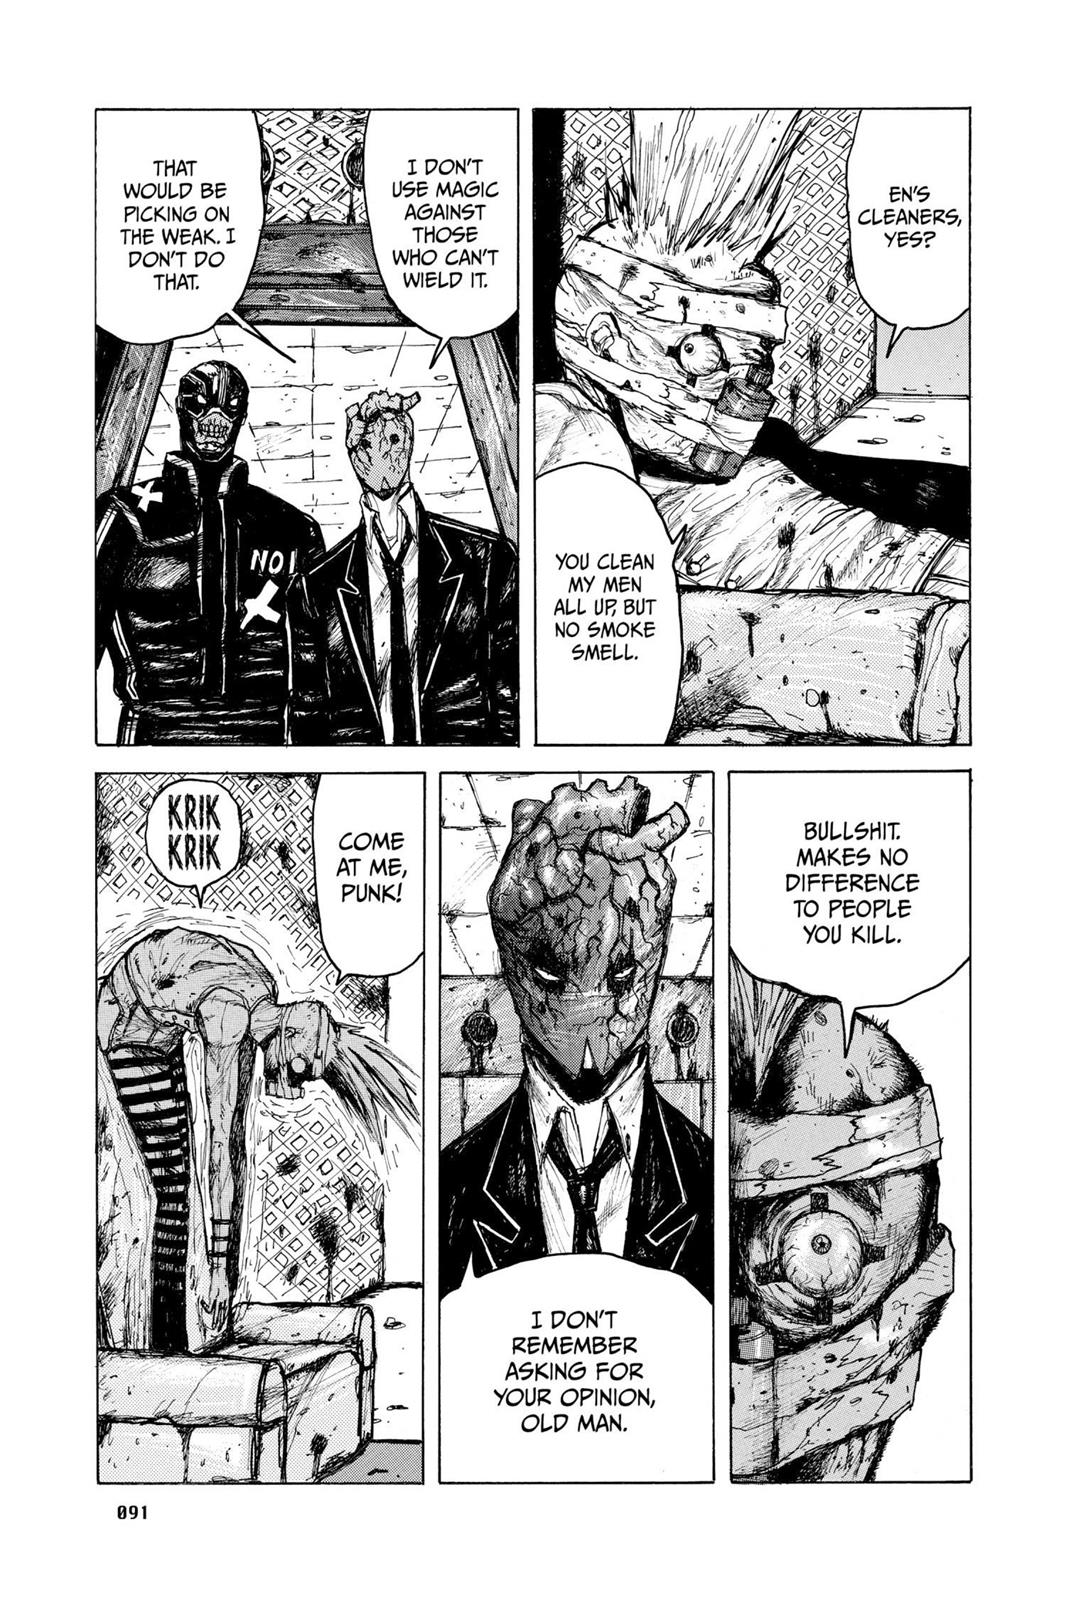 EN'S
CLEANERS,
YES?
YOU CLEAN
MY MEN
ALL UP, BUT
NO SMOKE
SMELL.
I DON'T
USE MAGIC
AGAINST
THOSE
WHO CAN'T
WIELD IT.
THAT
WOULD BE
PICKING ON
THE WEAK. I
DON'T DO
THAT.
NOI
BULLSHIT.
MAKES NO
DIFFERENCE
TO PEOPLE
YOU KILL.
I DON'T
REMEMBER
ASKING FOR
YOUR OPINION,
OLD MAN.
COME
AT ME,
PUNK!
KRIK
KRIK
091